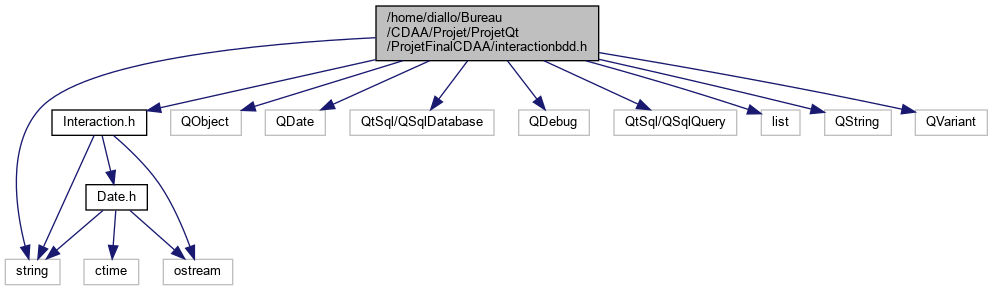 /home/diallo/Bureau
/CDAA/Projet/ProjetQt
/ProjetFinalCDAA/interactionbdd.h
Interaction.h
QObject
QDate
QtSql/QSqlDatabase
QDebug
QtSql/QSqlQuery
list
QString
QVariant
Date.h
string
ctime
ostream